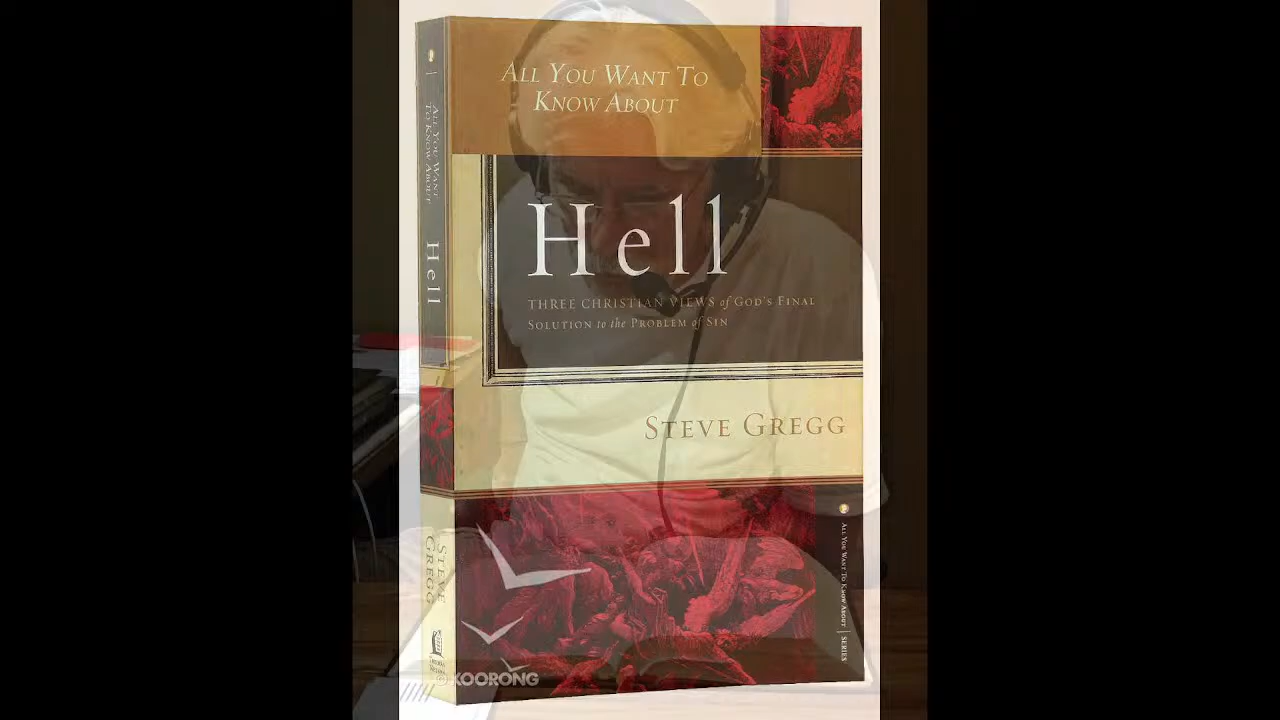 ALL YOU WANT TO
KNOW ABOUT
Hell
THREE CHRISTIAN VIEWS of GOD'S FINAL
SOLUTION to the PROBLEM of SIN
STEVE GREGG
ALL YOU WANT
TO KNOW ABOUT
Hell
STEVE
GREGG
ALL YOU WANT TO KNOW ABOUT | SERIES
KOORONG